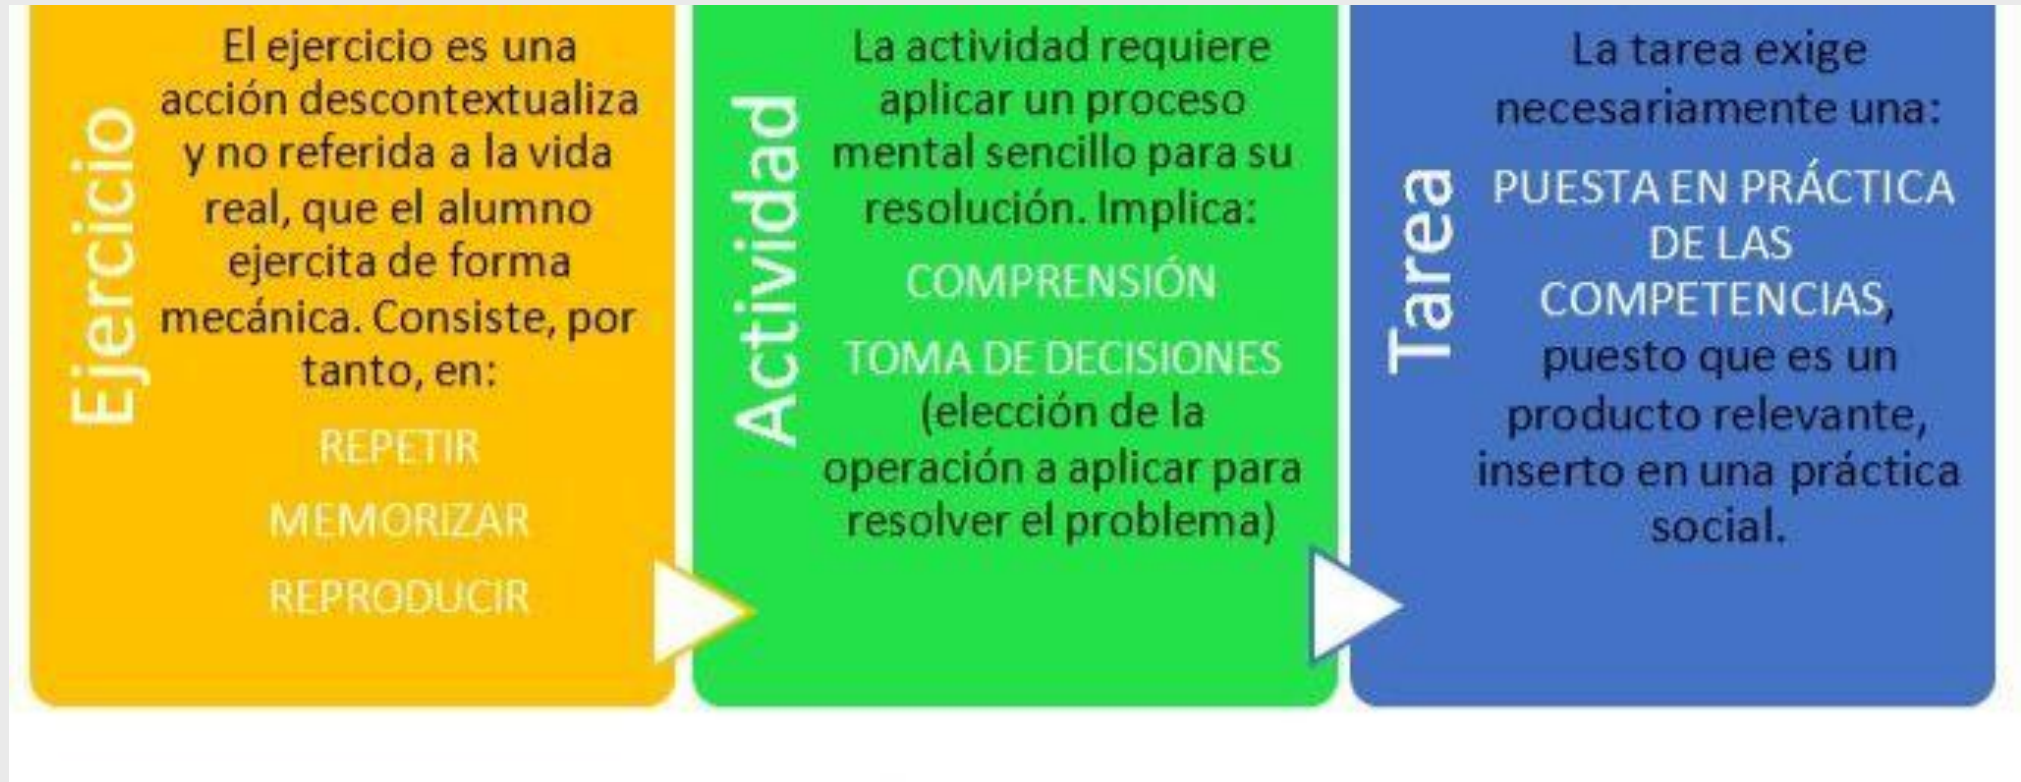 Ejercicio
El ejercicio es una
acción descontextualiza
y no referida a la vida
real, que el alumno
ejercita de forma
mecánica. Consiste, por
tanto, en:
REPETIR
MEMORIZAR
REPRODUCIR
Actividad
La actividad requiere
aplicar un proceso
mental sencillo para su
resolución. Implica:
COMPRENSIÓN
TOMA DE DECISIONES
(elección de la
operación a aplicar para
resolver el problema)
Tarea
La tarea exige
necesariamente una:
PUESTA EN PRÁCTICA
DE LAS
COMPETENCIAS,
puesto que es un
producto relevante,
inserto en una práctica
social.